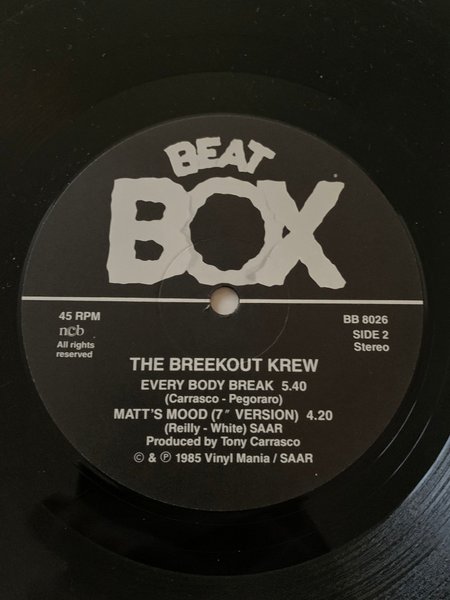 BEAT
BOX
45 RPM
ncb
All rights
reserved
BB 8026
SIDE 2
Stereo
THE BREEKOUT KREW
EVERY BODY BREAK 5.40
(Carrasco - Pegoraro)
MATT'S MOOD (7" VERSION) 4.20
(Reilly - White) SAAR
Produced by Tony Carrasco
© & ℗ 1985 Vinyl Mania / SAAR